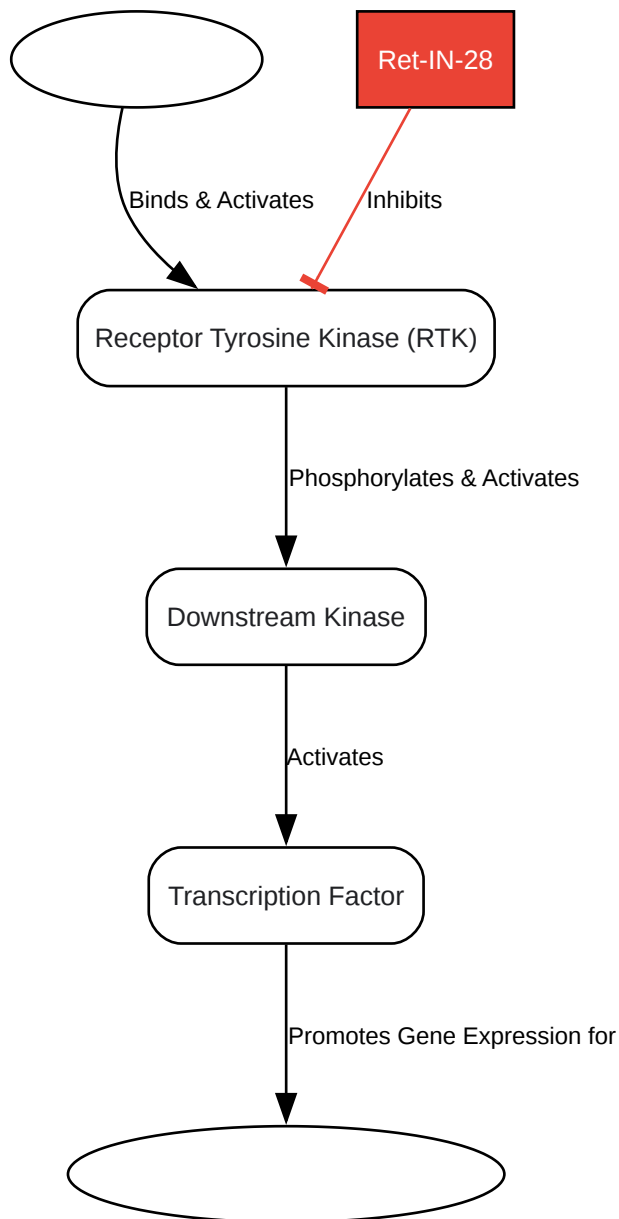 Ret-IN-28
Binds & Activates
Inhibits
Receptor Tyrosine Kinase (RTK)
Phosphorylates & Activates
Downstream Kinase
Activates
Transcription Factor
Promotes Gene Expression for